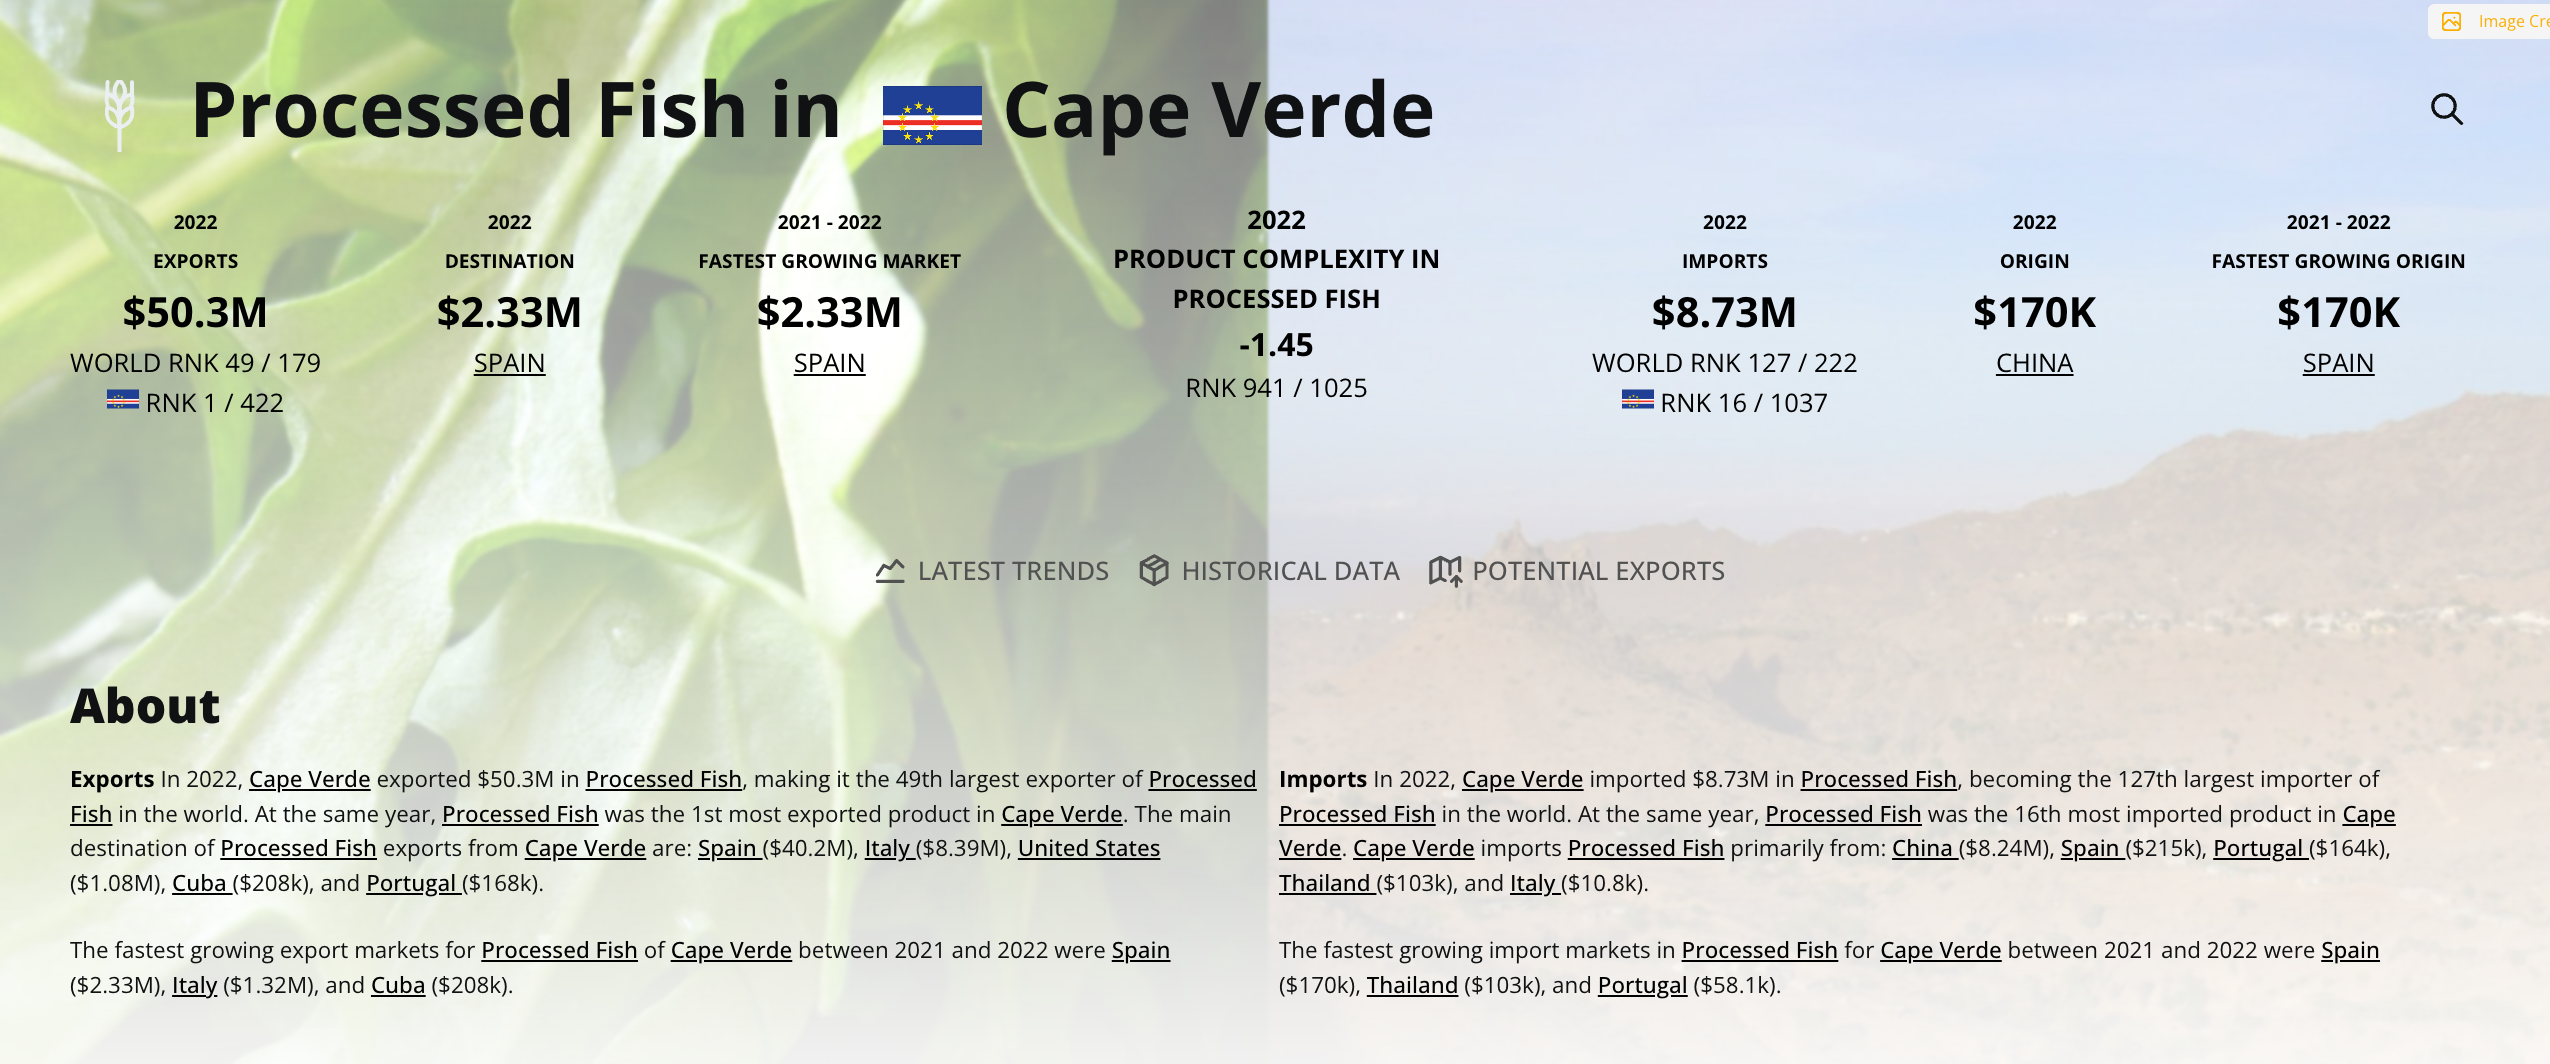 Image Cre
Processed Fish in Cape Verde
2022
EXPORTS
$50.3M
WORLD RNK 49 / 179
RNK 1 / 422
2022
DESTINATION
$2.33M
SPAIN
2021 - 2022
FASTEST GROWING MARKET
$2.33M
SPAIN
2022
PRODUCT COMPLEXITY IN
PROCESSED FISH
-1.45
RNK 941 / 1025
2022
IMPORTS
$8.73M
WORLD RNK 127 / 222
RNK 16 / 1037
2022
ORIGIN
$170K
CHINA
2021 - 2022
FASTEST GROWING ORIGIN
$170K
SPAIN
LATEST TRENDS
HISTORICAL DATA
POTENTIAL EXPORTS
About
Exports In 2022, Cape Verde exported $50.3M in Processed Fish, making it the 49th largest exporter of Processed
Fish in the world. At the same year, Processed Fish was the 1st most exported product in Cape Verde. The main
destination of Processed Fish exports from Cape Verde are: Spain ($40.2M), Italy ($8.39M), United States
($1.08M), Cuba ($208k), and Portugal ($168k).
The fastest growing export markets for Processed Fish of Cape Verde between 2021 and 2022 were Spain
($2.33M), Italy ($1.32M), and Cuba ($208k).
Imports In 2022, Cape Verde imported $8.73M in Processed Fish, becoming the 127th largest importer of
Processed Fish in the world. At the same year, Processed Fish was the 16th most imported product in Cape
Verde. Cape Verde imports Processed Fish primarily from: China ($8.24M), Spain ($215k), Portugal ($164k),
Thailand ($103k), and Italy ($10.8k).
The fastest growing import markets in Processed Fish for Cape Verde between 2021 and 2022 were Spain
($170k), Thailand ($103k), and Portugal ($58.1k).